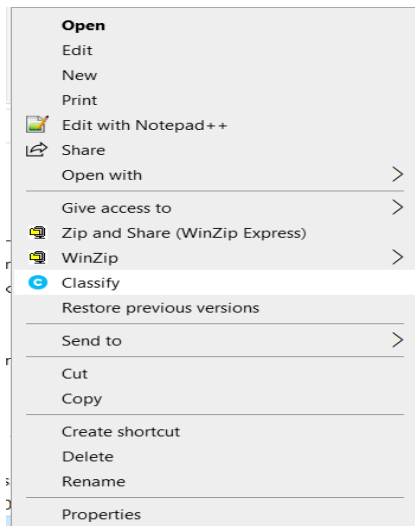 Open
Edit
New
Print
Edit with Notepad++
Share
Open with
Give access to
Zip and Share (WinZip Express)
WinZip
Classify
Restore previous versions
Send to
Cut
Copy
Create shortcut
Delete
Rename
Properties